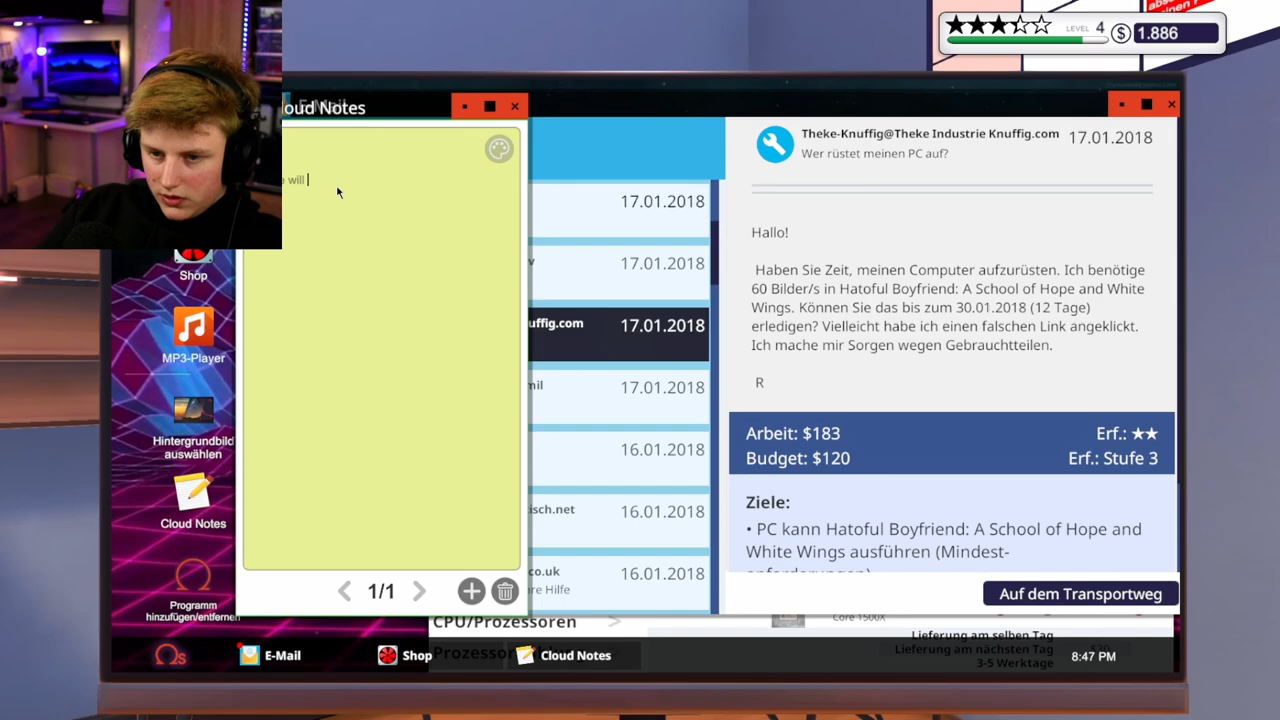 LEVEL 4 $ 1.886
oud Notes
will
Shop
MP3-Player
Hintergrundbild
auswählen
Cloud Notes
Programm
hinzufügen/entfernen
1/1
17.01.2018
17.01.2018
uffig.com 17.01.2018
mil 17.01.2018
16.01.2018
isch.net 16.01.2018
co.uk 16.01.2018
re Hilfe
Theke-Knuffig@Theke Industrie Knuffig.com 17.01.2018
Wer rüstet meinen PC auf?
Hallo!
Haben Sie Zeit, meinen Computer aufzurüsten. Ich benötige
60 Bilder/s in Hatoful Boyfriend: A School of Hope and White
Wings. Können Sie das bis zum 30.01.2018 (12 Tage)
erledigen? Vielleicht habe ich einen falschen Link angeklickt.
Ich mache mir Sorgen wegen Gebrauchtteilen.
R
Arbeit: $183 Erf.: ★★
Budget: $120 Erf.: Stufe 3
Ziele:
• PC kann Hatoful Boyfriend: A School of Hope and
White Wings ausführen (Mindest-
anforderungen)
Auf dem Transportweg
CPU/Prozessoren
Core 1500X
Lieferung am selben Tag
Lieferung am nächsten Tag
3-5 Werktage
E-Mail
Shop
Cloud Notes
8:47 PM